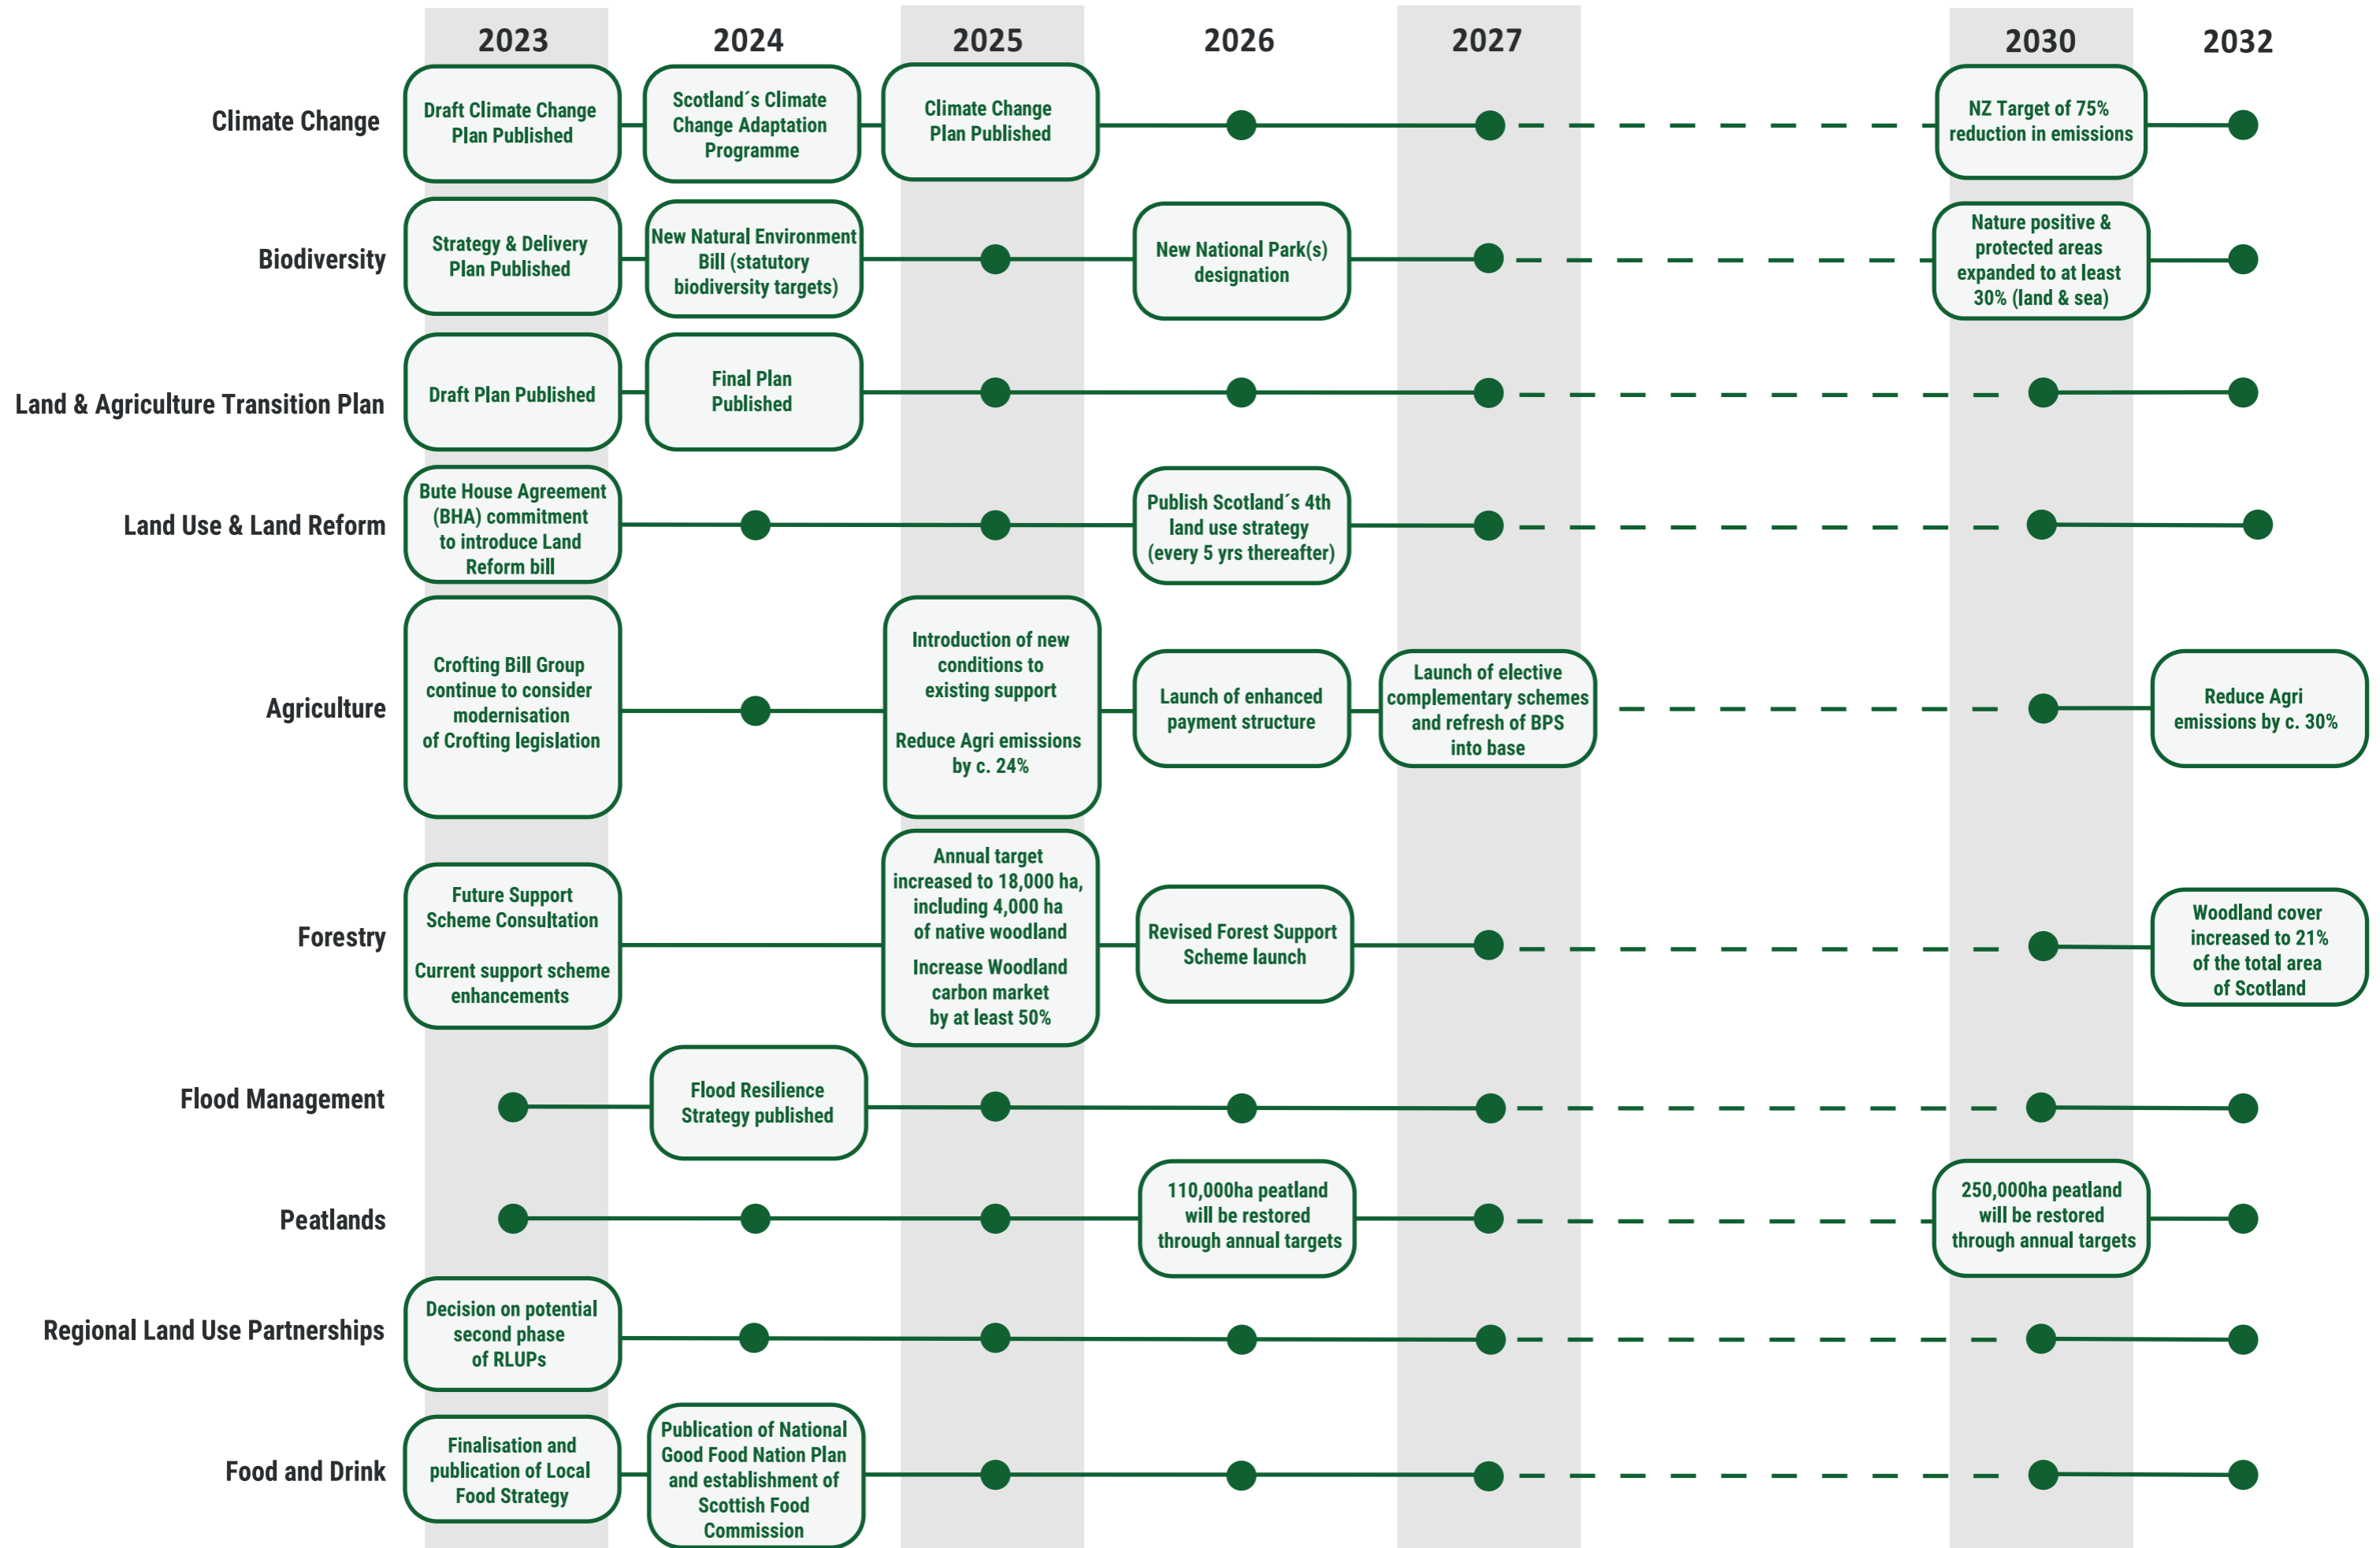 2023
2024
2025
2026
2027
2030
2032
Climate Change
Draft Climate Change
Plan Published
Scotland´s Climate
Change Adaptation
Programme
Climate Change
Plan Published
NZ Target of 75%
reduction in emissions
Biodiversity
Strategy & Delivery
Plan Published
New Natural Environment
Bill (statutory
biodiversity targets)
New National Park(s)
designation
Nature positive &
protected areas
expanded to at least
30% (land & sea)
Land & Agriculture Transition Plan
Draft Plan Published
Final Plan
Published
Land Use & Land Reform
Bute House Agreement
(BHA) commitment
to introduce Land
Reform bill
Publish Scotland´s 4th
land use strategy
(every 5 yrs thereafter)
Agriculture
Crofting Bill Group
continue to consider
modernisation
of Crofting legislation
Introduction of new
conditions to
existing support
Reduce Agri emissions
by c. 24%
Launch of enhanced
payment structure
Launch of elective
complementary schemes
and refresh of BPS
into base
Reduce Agri
emissions by c. 30%
Forestry
Future Support
Scheme Consultation
Current support scheme
enhancements
Annual target
increased to 18,000 ha,
including 4,000 ha
of native woodland
Increase Woodland
carbon market
by at least 50%
Revised Forest Support
Scheme launch
Woodland cover
increased to 21%
of the total area
of Scotland
Flood Management
Flood Resilience
Strategy published
Peatlands
110,000ha peatland
will be restored
through annual targets
250,000ha peatland
will be restored
through annual targets
Regional Land Use Partnerships
Decision on potential
second phase
of RLUPs
Food and Drink
Finalisation and
publication of Local
Food Strategy
Publication of National
Good Food Nation Plan
and establishment of
Scottish Food
Commission